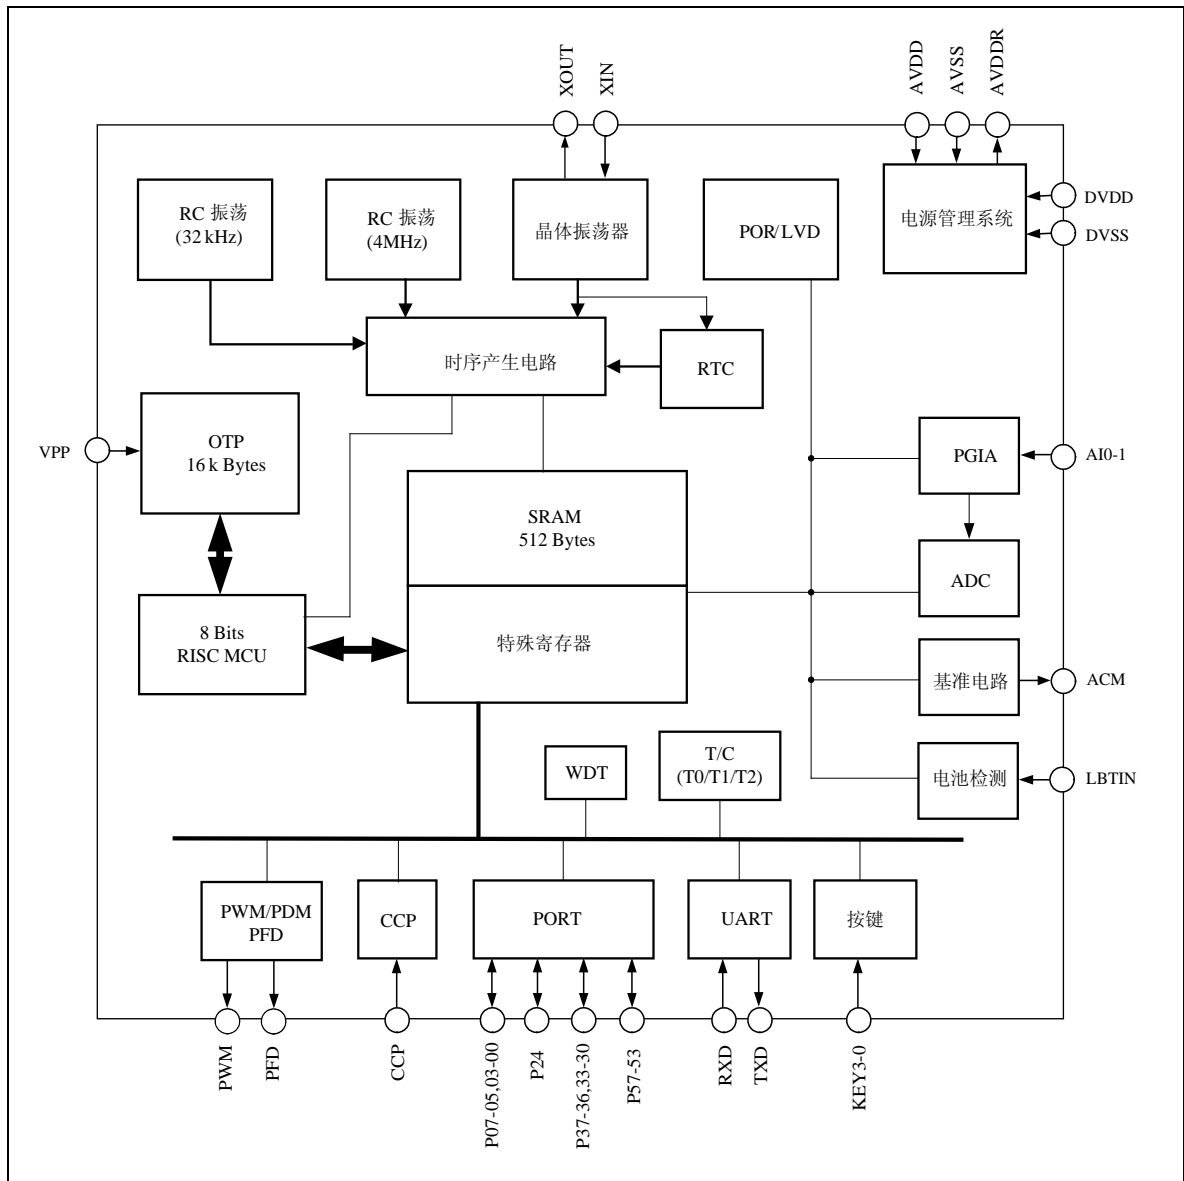 XOUT
XIN
AVDD
AVSS
AVDDR
RC 振荡
(32 kHz)
RC 振荡
(4MHz)
晶体振荡器
POR/LVD
电源管理系统
DVDD
DVSS
时序产生电路
RTC
VPP
OTP
16 k Bytes
PGIA
AI0-1
SRAM
512 Bytes
ADC
8 Bits
RISC MCU
特殊寄存器
基准电路
ACM
WDT
T/C
(T0/T1/T2)
电池检测
LBTIN
PWM/PDM
PFD
CCP
PORT
UART
按键
PWM
PFD
CCP
P07-05,03-00
P24
P37-36,33-30
P57-53
RXD
TXD
KEY3-0